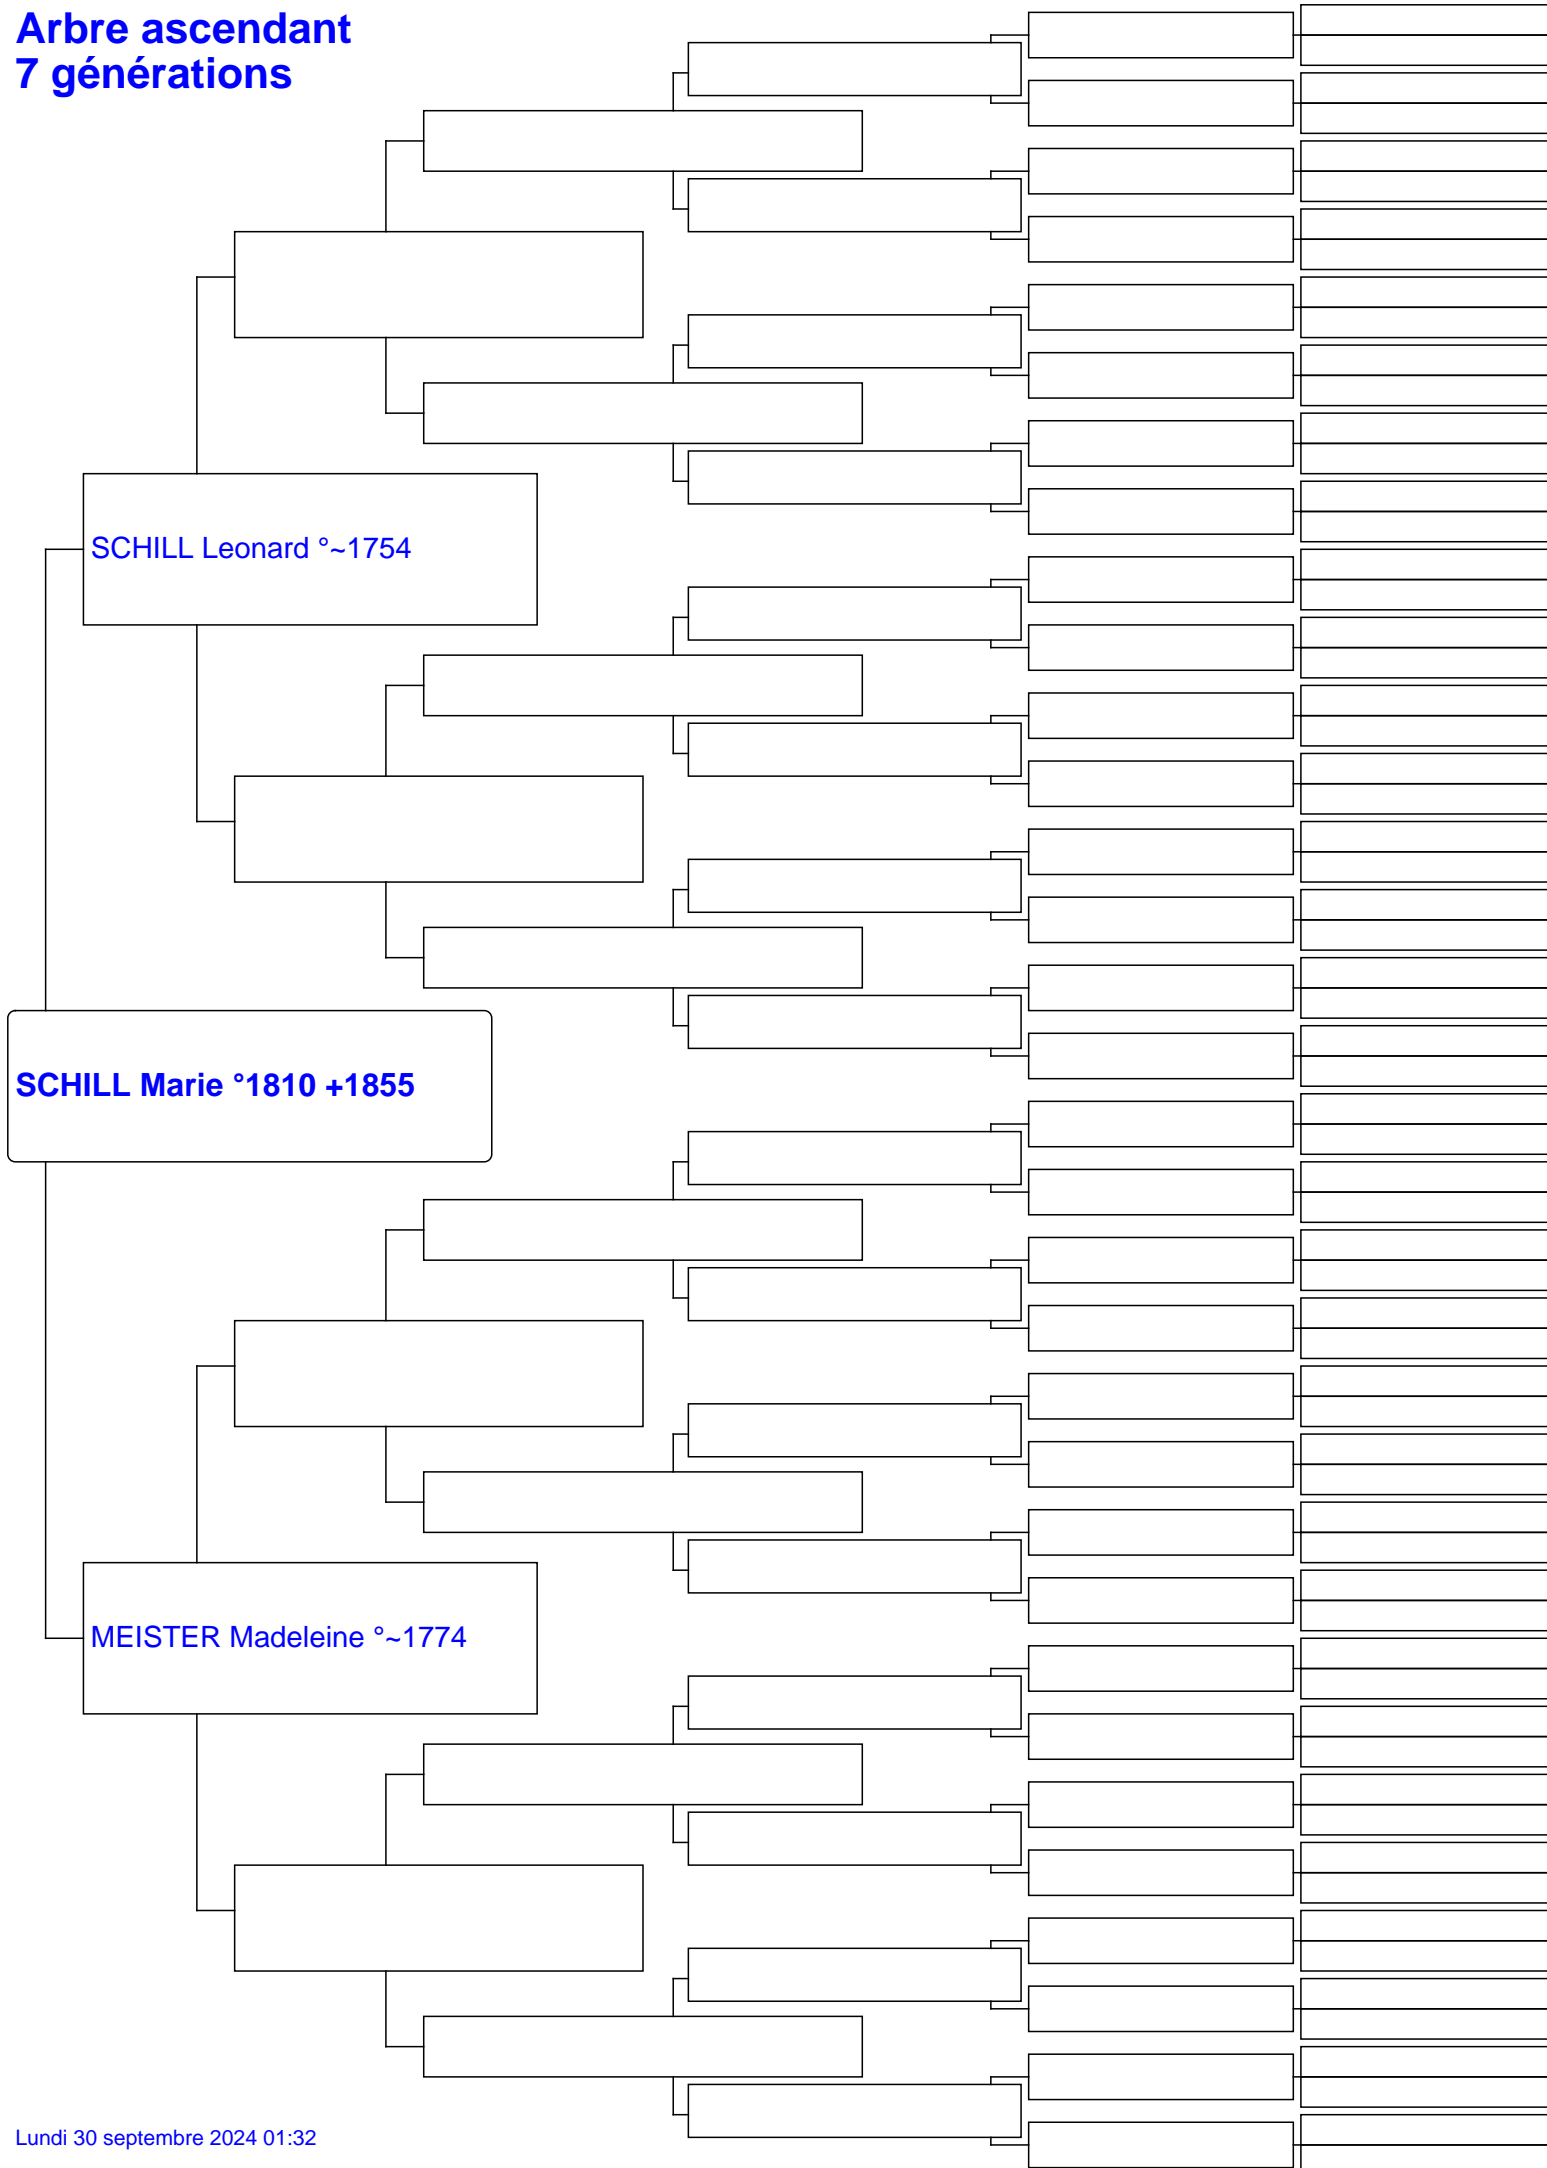 Arbre ascendant
7 générations
SCHILL Leonard °~1754
SCHILL Marie °1810 +1855
MEISTER Madeleine °~1774
Lundi 30 septembre 2024 01:32